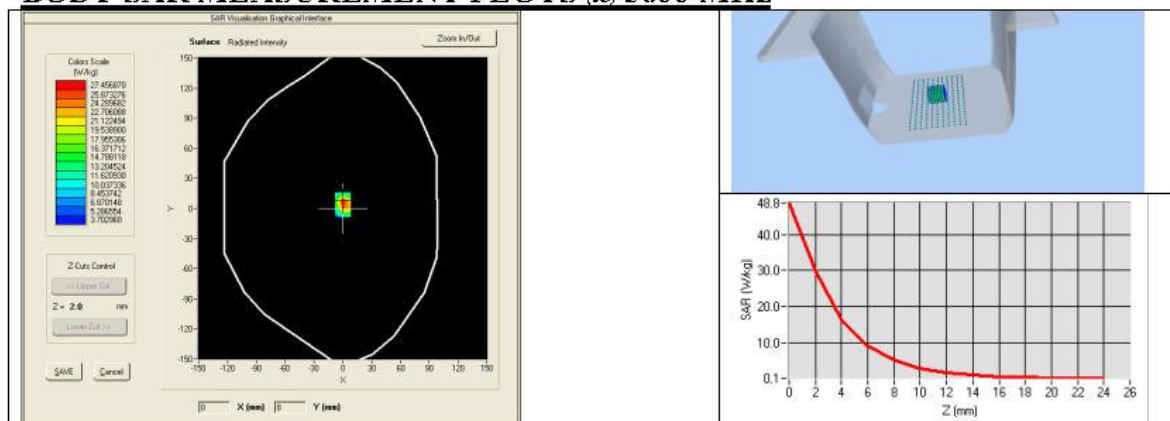 BODY SAR MEASUREMENT PLOTS @
SAR Visualisation Graphical Interface
Surface Radiated Intensity
Zoom In/Out
Colors Scale
(W/kg)
27.456870
25.873276
24.289682
22.706088
21.122494
19.538900
17.955306
16.371712
14.788118
13.204524
11.620930
10.037336
8.453742
6.870148
5.286554
3.702960
Z-Cuts Control
<< Upper Cut
Z = 2.0 mm
Lower Cut >>
SAVE Cancel
150
120
90
60
30
0
-30
-60
-90
-120
-150
Y
-150 -120 -90 -60 -30 0 30 60 90 120 150
X
0 X (mm) 0 Y (mm)
48.8
40.0
30.0
20.0
10.0
0.1
SAR (W/kg)
0 2 4 6 8 10 12 14 16 18 20 22 24 26
Z (mm)